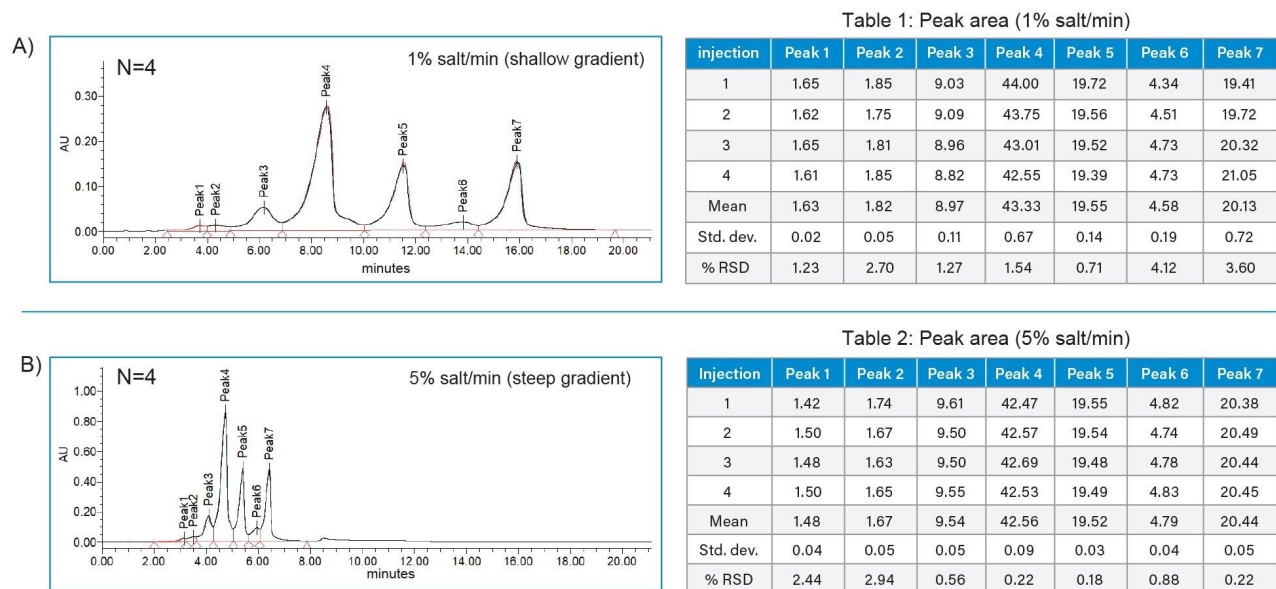 A)
N=4
1% salt/min (shallow gradient)
AU
0.30
0.20
0.10
0.00
Peak1
Peak2
Peak3
Peak4
Peak5
Peak6
Peak7
0.00 2.00 4.00 6.00 8.00 10.00 12.00 14.00 16.00 18.00 20.00
minutes
Table 1: Peak area (1% salt/min)
injection Peak 1 Peak 2 Peak 3 Peak 4 Peak 5 Peak 6 Peak 7
1 1.65 1.85 9.03 44.00 19.72 4.34 19.41
2 1.62 1.75 9.09 43.75 19.56 4.51 19.72
3 1.65 1.81 8.96 43.01 19.52 4.73 20.32
4 1.61 1.85 8.82 42.55 19.39 4.73 21.05
Mean 1.63 1.82 8.97 43.33 19.55 4.58 20.13
Std. dev. 0.02 0.05 0.11 0.67 0.14 0.19 0.72
% RSD 1.23 2.70 1.27 1.54 0.71 4.12 3.60
B)
N=4
5% salt/min (steep gradient)
AU
1.00
0.80
0.60
0.40
0.20
0.00
Peak1
Peak2
Peak3
Peak4
Peak5
Peak6
Peak7
0.00 2.00 4.00 6.00 8.00 10.00 12.00 14.00 16.00 18.00 20.00
minutes
Table 2: Peak area (5% salt/min)
Injection Peak 1 Peak 2 Peak 3 Peak 4 Peak 5 Peak 6 Peak 7
1 1.42 1.74 9.61 42.47 19.55 4.82 20.38
2 1.50 1.67 9.50 42.57 19.54 4.74 20.49
3 1.48 1.63 9.50 42.69 19.48 4.78 20.44
4 1.50 1.65 9.55 42.53 19.49 4.83 20.45
Mean 1.48 1.67 9.54 42.56 19.52 4.79 20.44
Std. dev. 0.04 0.05 0.05 0.09 0.03 0.04 0.05
% RSD 2.44 2.94 0.56 0.22 0.18 0.88 0.22